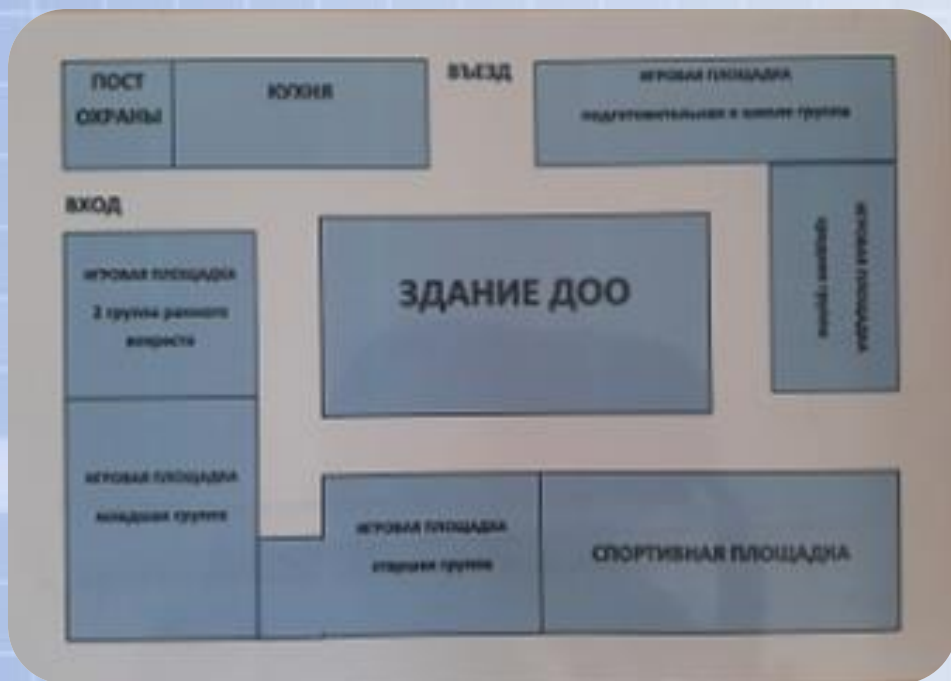 ПОСТ
ОХРАНЫ
КУХНЯ
ВЪЕЗД
ИГРОВАЯ ПЛОЩАДКА
подготовительная к школе группа
ВХОД
ИГРОВАЯ ПЛОЩАДКА
2 группа раннего
возраста
ЗДАНИЕ ДОО
ИГРОВАЯ ПЛОЩАДКА
средняя группа
ИГРОВАЯ ПЛОЩАДКА
младшая группа
ИГРОВАЯ ПЛОЩАДКА
старшая группа
СПОРТИВНАЯ ПЛОЩАДКА